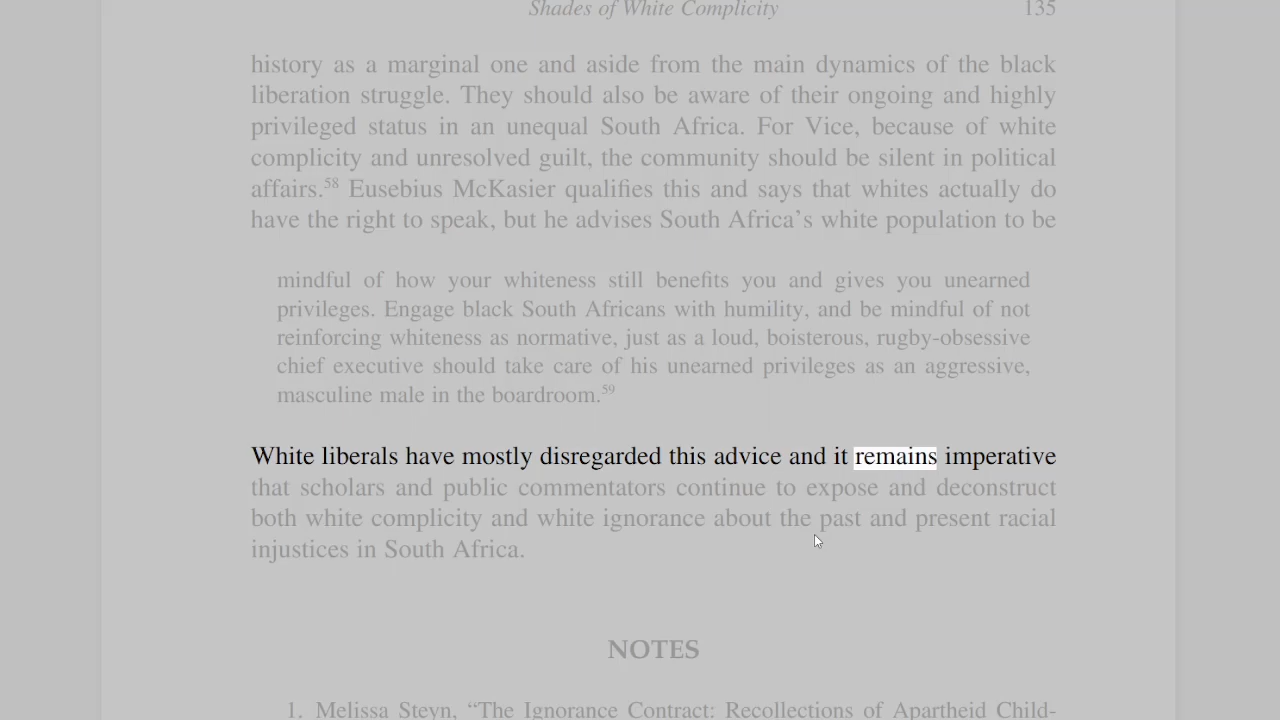 Shades of White Complicity 135
history as a marginal one and aside from the main dynamics of the black
liberation struggle. They should also be aware of their ongoing and highly
privileged status in an unequal South Africa. For Vice, because of white
complicity and unresolved guilt, the community should be silent in political
affairs.58 Eusebius McKasier qualifies this and says that whites actually do
have the right to speak, but he advises South Africa’s white population to be
mindful of how your whiteness still benefits you and gives you unearned
privileges. Engage black South Africans with humility, and be mindful of not
reinforcing whiteness as normative, just as a loud, boisterous, rugby-obsessive
chief executive should take care of his unearned privileges as an aggressive,
masculine male in the boardroom.59
White liberals have mostly disregarded this advice and it remains imperative
that scholars and public commentators continue to expose and deconstruct
both white complicity and white ignorance about the past and present racial
injustices in South Africa.
NOTES
1. Melissa Steyn, “The Ignorance Contract: Recollections of Apartheid Child-